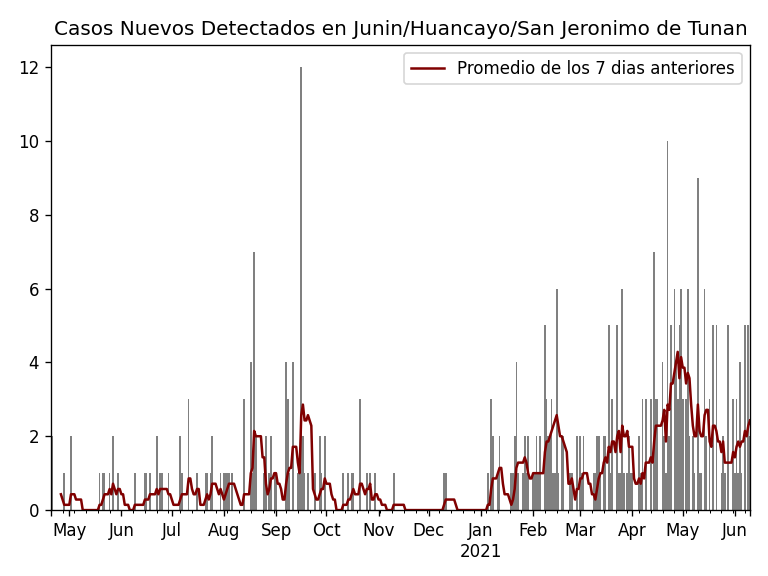 Casos Nuevos Detectados en Junin/Huancayo/San Jeronimo de Tunan
Promedio de los 7 dias anteriores
12
10
8
6
4
2
0
May Jun Jul Aug Sep Oct Nov Dec Jan Feb Mar Apr May Jun
2021